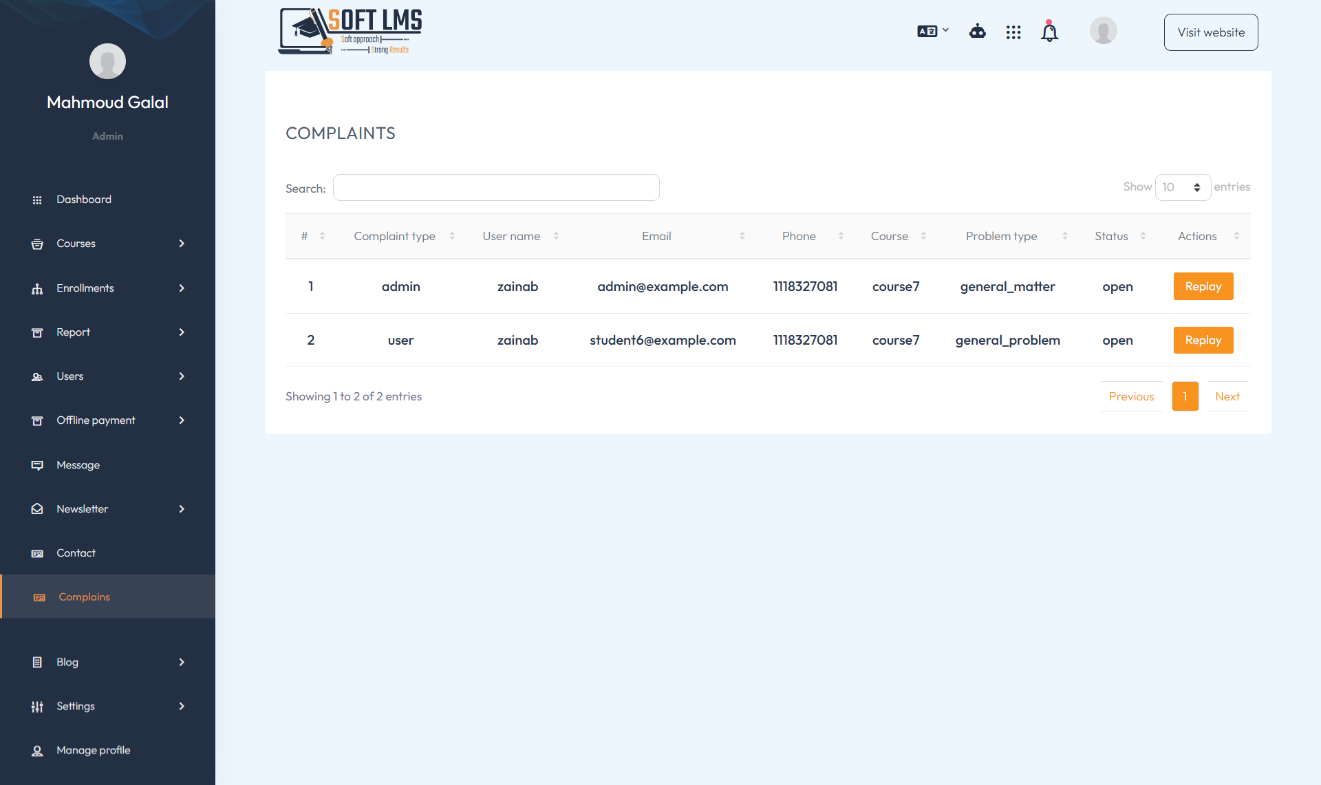 Mahmoud Galal
Admin
Dashboard
Courses
Enrollments
Report
Users
Offline payment
Message
Newsletter
Contact
Complains
Blog
Settings
Manage profile
SOFT LMS
Soft approach
Strong Results
Visit website
COMPLAINTS
Search:
Show 10 entries
# Complaint type User name Email Phone Course Problem type Status Actions
1 admin zainab admin@example.com 1118327081 course7 general_matter open Replay
2 user zainab student6@example.com 1118327081 course7 general_problem open Replay
Showing 1 to 2 of 2 entries
Previous 1 Next